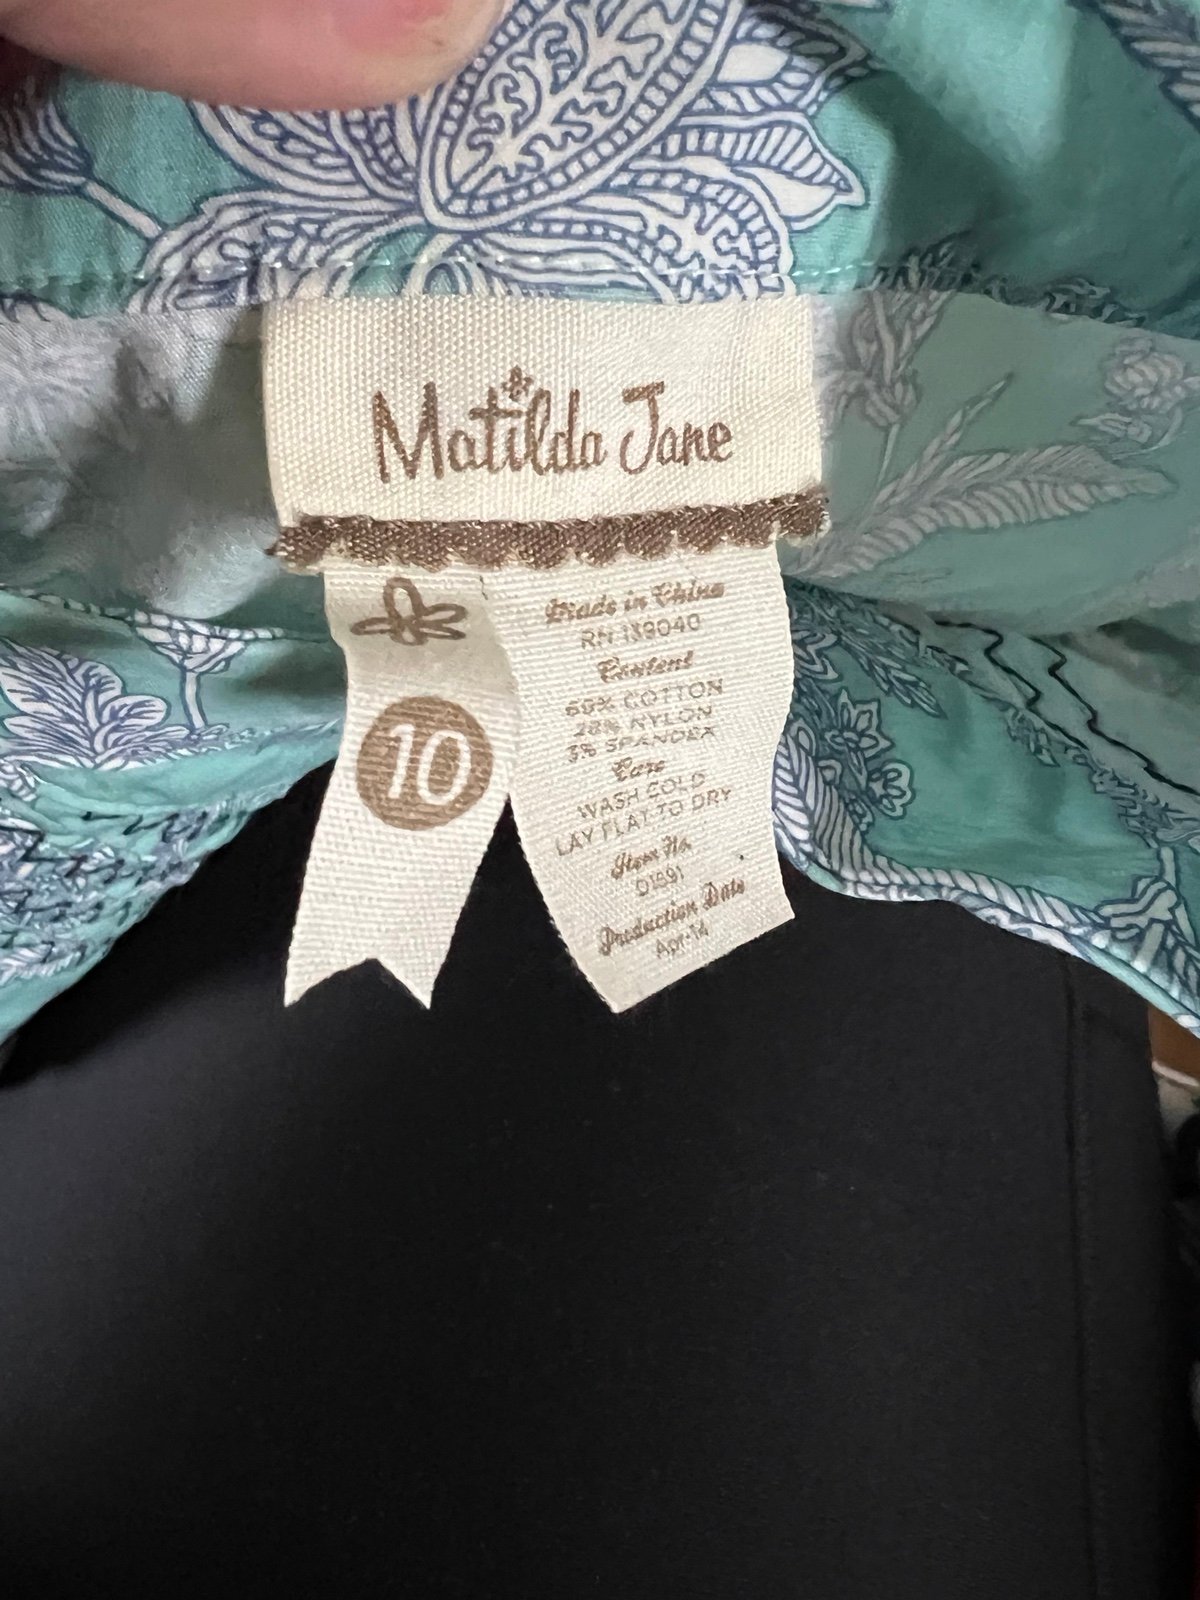 Matilda Jane
10
Made in China
RN 139040
Content
69% COTTON
28% NYLON
3% SPANDEX
Care
WASH COLD
LAY FLAT TO DRY
Item No.
01891
Production Date
Apr-14